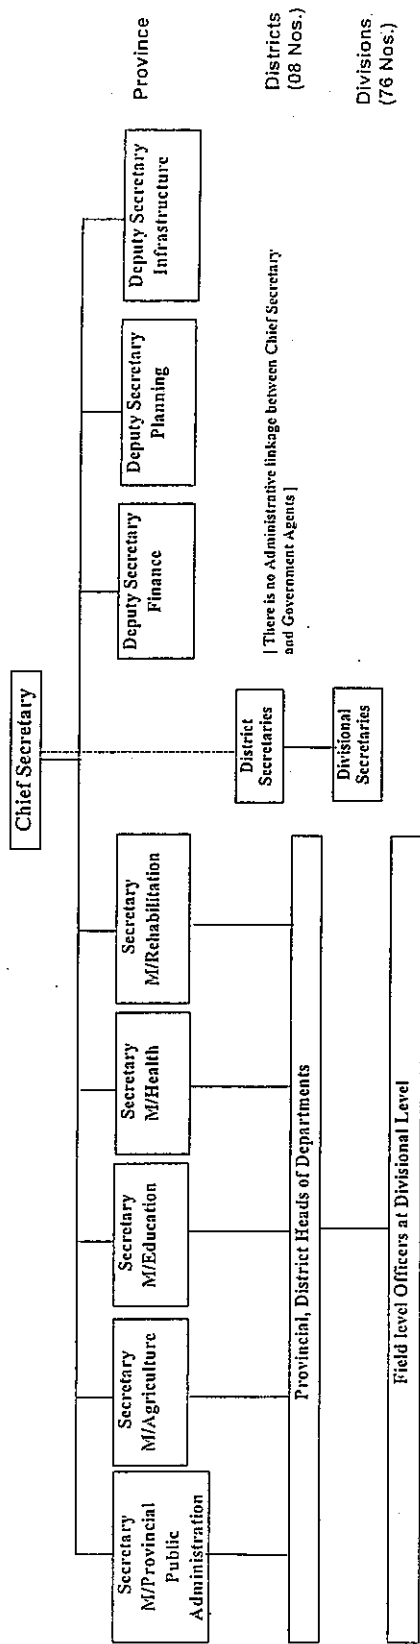 Chief Secretary
Province
Secretary
M/Provincial
Public
Administration
Secretary
M/Agriculture
Secretary
M/Education
Secretary
M/Health
Secretary
M/Rehabilitation
Deputy Secretary
Finance
Deputy Secretary
Planning
Deputy Secretary
Infrastructure
Districts
(08 Nos.)
Provincial, District Heads of Departments
District
Secretaries
[ There is no Administrative linkage between Chief Secretary
and Government Agents ]
Divisions
(76 Nos.)
Field level Officers at Divisional Level
Divisional
Secretaries